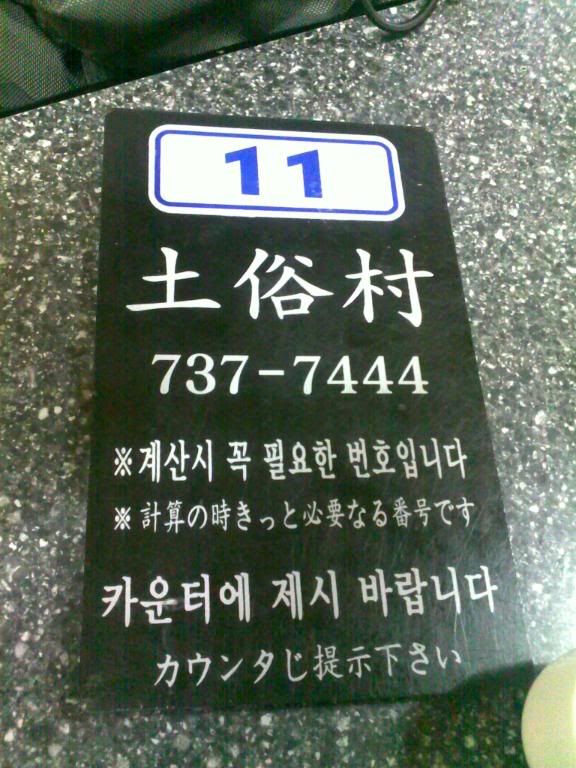 11
土俗村
737-7444
※계산시 꼭 필요한 번호입니다
※計算の時きっと必要なる番号です
카운터에 제시 바랍니다
カウンタじ提示下さい